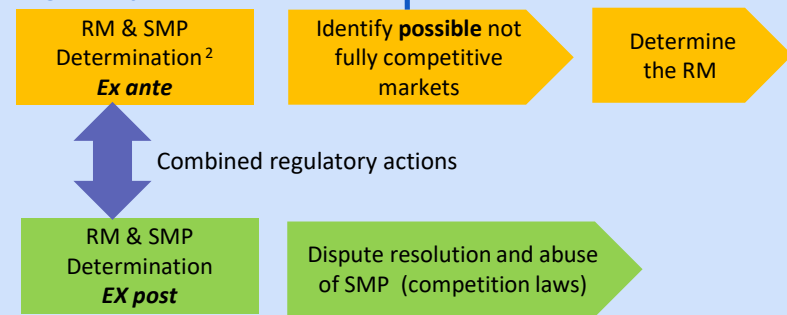 RM & SMP
Determination 2
Ex ante
Identify possible not
fully competitive
markets
Determine
the RM
Combined regulatory actions
RM & SMP
Determination
EX post
Dispute resolution and abuse
of SMP (competition laws)